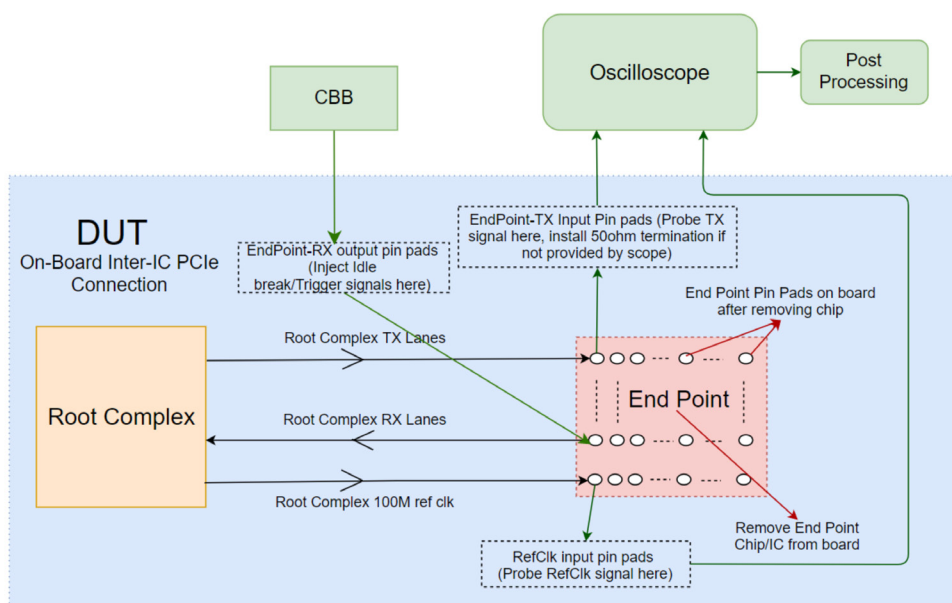 Oscilloscope
Post
Processing
CBB
DUT
On-Board Inter-IC PCIe
Connection
EndPoint-RX output pin pads
(Inject Idle
break/Trigger signals here)
EndPoint-TX Input Pin pads (Probe TX
signal here, install 50ohm termination if
not provided by scope)
End Point Pin Pads on board
after removing chip
Root Complex
Root Complex TX Lanes
Root Complex RX Lanes
Root Complex 100M ref clk
End Point
Remove End Point
Chip/IC from board
RefClk input pin pads
(Probe RefClk signal here)